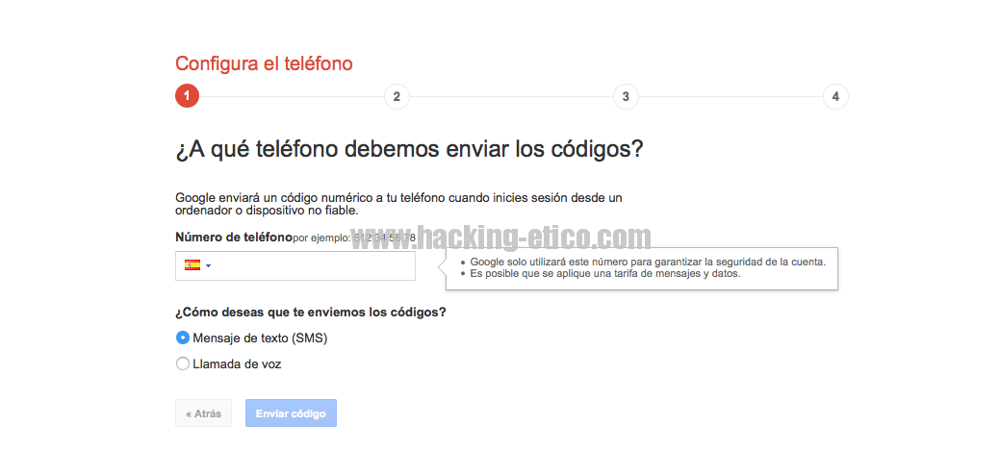 Configura el teléfono
1 2 3 4
¿A qué teléfono debemos enviar los códigos?
Google enviará un código numérico a tu teléfono cuando inicies sesión desde un
ordenador o dispositivo no fiable.
Número de teléfono por ejemplo: 612 34 56 78
www.hacking-etico.com
• Google solo utilizará este número para garantizar la seguridad de la cuenta.
• Es posible que se aplique una tarifa de mensajes y datos.
¿Cómo deseas que te enviemos los códigos?
Mensaje de texto (SMS)
Llamada de voz
« Atrás Enviar código